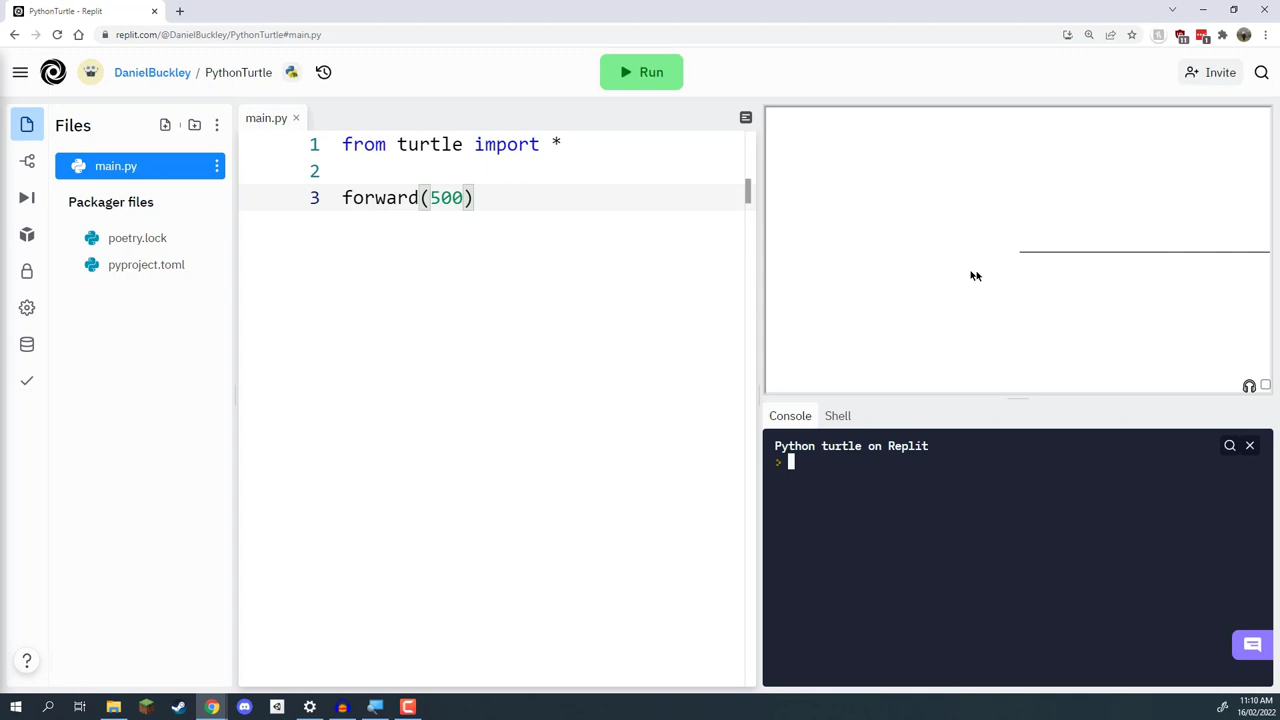 PythonTurtle - Replit
replit.com/@DanielBuckley/PythonTurtle#main.py
11
1
DanielBuckley / PythonTurtle
Run
Invite
Files
main.py
Packager files
poetry.lock
pyproject.toml
main.py
1 from turtle import *
2
3 forward(500)
Console Shell
Python turtle on Replit
>
?
11:10 AM
16/02/2022